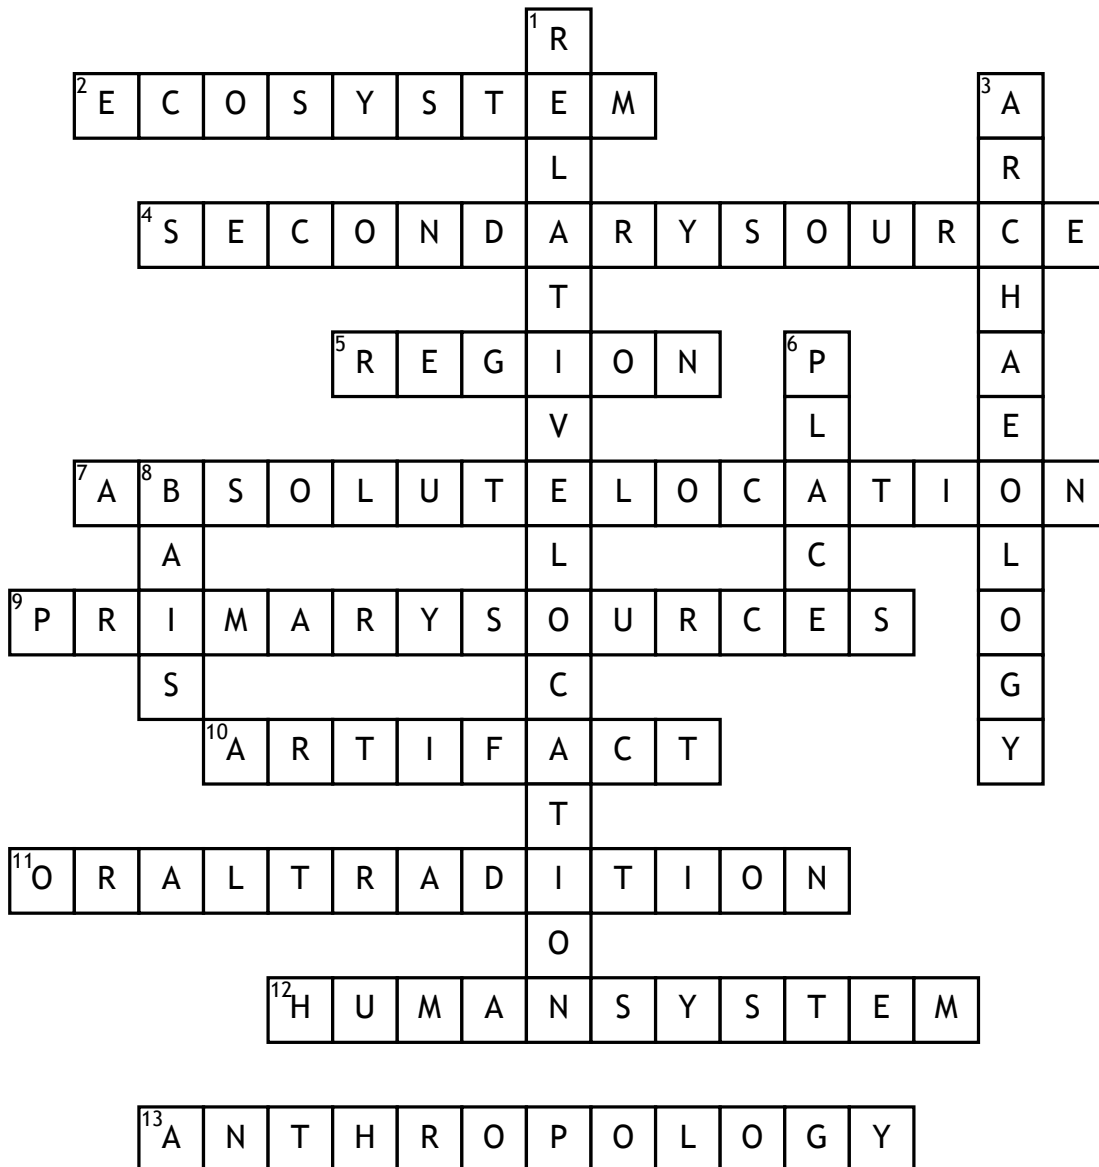 1 R
2 E C O S Y S T E M 3 A
L R
4 S E C O N D A R Y S O U R C E
T H
5 R E G I O N 6 P A
V L E
7 A 8 B S O L U T E L O C A T I O N
A L C L
9 P R I M A R Y S O U R C E S O
S C G
10 A R T I F A C T Y
T
11 O R A L T R A D I T I O N
O
12 H U M A N S Y S T E M
13 A N T H R O P O L O G Y